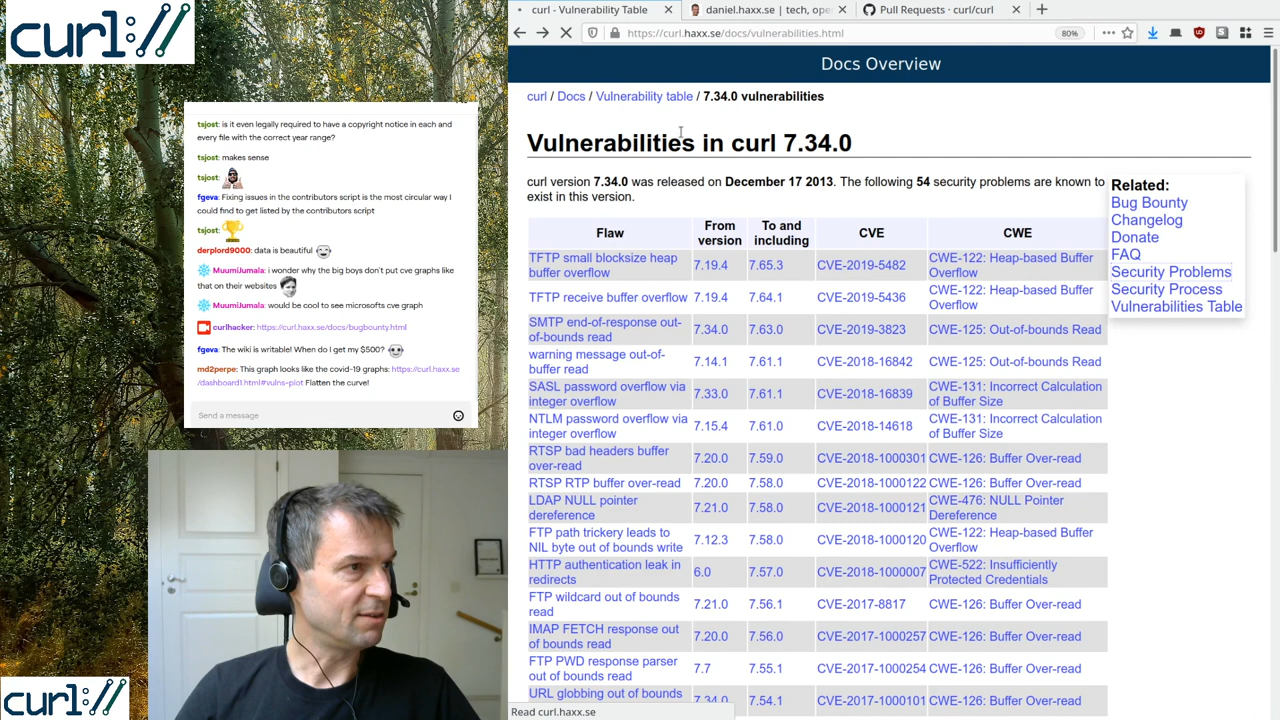 curl://
tsjost: is it even legally required to have a copyright notice in each and
every file with the correct year range?
tsjost: makes sense
tsjost:
fgeva: Fixing issues in the contributors script is the most circular way I
could find to get listed by the contributors script
tsjost:
derplord9000: data is beautiful
MuumiJumala: i wonder why the big boys don't put cve graphs like
that on their websites
MuumiJumala: would be cool to see microsofts cve graph
curlhacker: https://curl.haxx.se/docs/bugbounty.html
fgeva: The wiki is writable! When do I get my $500?
md2perpe: This graph looks like the covid-19 graphs: https://curl.haxx.se
/dashboard1.html#vulns-plot Flatten the curve!
Send a message
curl://
curl - Vulnerability Table
daniel.haxx.se | tech, ope
Pull Requests · curl/curl
https://curl.haxx.se/docs/vulnerabilities.html
80%
Docs Overview
curl / Docs / Vulnerability table / 7.34.0 vulnerabilities
Vulnerabilities in curl 7.34.0
curl version 7.34.0 was released on December 17 2013. The following 54 security problems are known to
exist in this version.
Related:
Bug Bounty
Changelog
Donate
FAQ
Security Problems
Security Process
Vulnerabilities Table
Flaw From version To and including CVE CWE
TFTP small blocksize heap buffer overflow 7.19.4 7.65.3 CVE-2019-5482 CWE-122: Heap-based Buffer Overflow
TFTP receive buffer overflow 7.19.4 7.64.1 CVE-2019-5436 CWE-122: Heap-based Buffer Overflow
SMTP end-of-response out-of-bounds read 7.34.0 7.63.0 CVE-2019-3823 CWE-125: Out-of-bounds Read
warning message out-of-buffer read 7.14.1 7.61.1 CVE-2018-16842 CWE-125: Out-of-bounds Read
SASL password overflow via integer overflow 7.33.0 7.61.1 CVE-2018-16839 CWE-131: Incorrect Calculation of Buffer Size
NTLM password overflow via integer overflow 7.15.4 7.61.0 CVE-2018-14618 CWE-131: Incorrect Calculation of Buffer Size
RTSP bad headers buffer over-read 7.20.0 7.59.0 CVE-2018-1000301 CWE-126: Buffer Over-read
RTSP RTP buffer over-read 7.20.0 7.58.0 CVE-2018-1000122 CWE-126: Buffer Over-read
LDAP NULL pointer dereference 7.21.0 7.58.0 CVE-2018-1000121 CWE-476: NULL Pointer Dereference
FTP path trickery leads to NIL byte out of bounds write 7.12.3 7.58.0 CVE-2018-1000120 CWE-122: Heap-based Buffer Overflow
HTTP authentication leak in redirects 6.0 7.57.0 CVE-2018-1000007 CWE-522: Insufficiently Protected Credentials
FTP wildcard out of bounds read 7.21.0 7.56.1 CVE-2017-8817 CWE-126: Buffer Over-read
IMAP FETCH response out of bounds read 7.20.0 7.56.0 CVE-2017-1000257 CWE-126: Buffer Over-read
FTP PWD response parser out of bounds read 7.7 7.55.1 CVE-2017-1000254 CWE-126: Buffer Over-read
URL globbing out of bounds 7.34.0 7.54.1 CVE-2017-1000101 CWE-126: Buffer Over-read
Read curl.haxx.se